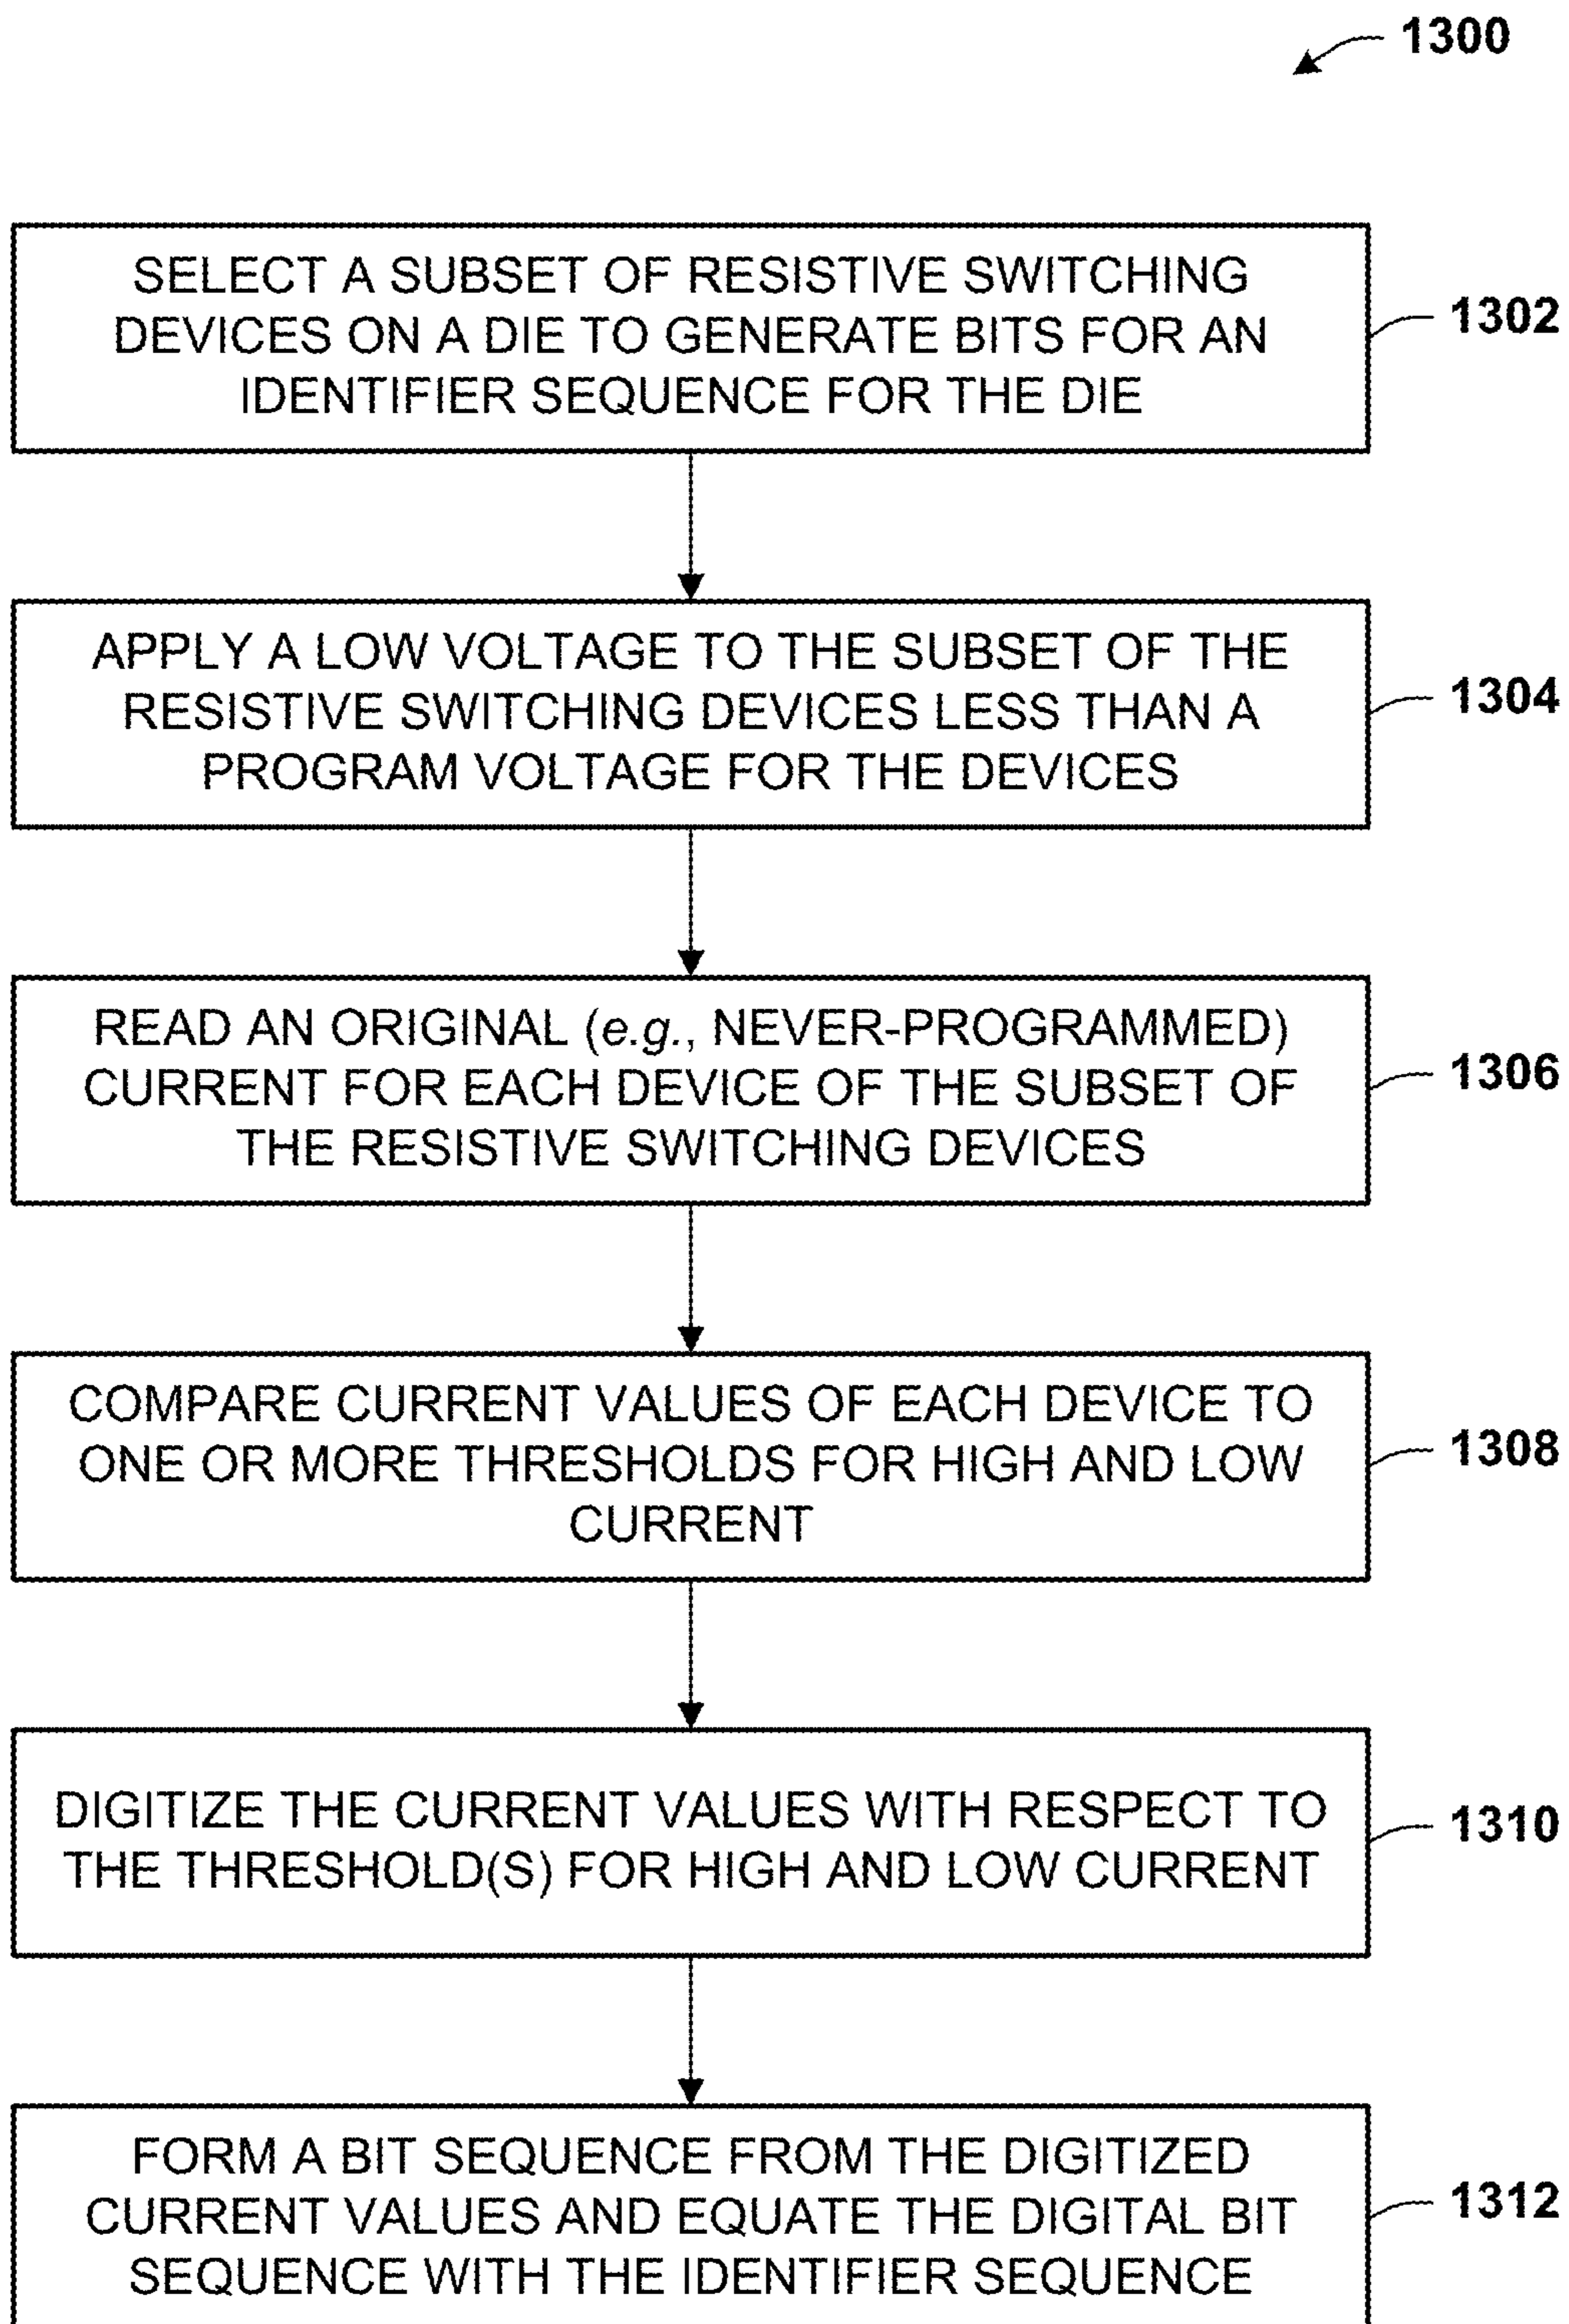 1300
SELECT A SUBSET OF RESISTIVE SWITCHING
DEVICES ON A DIE TO GENERATE BITS FOR AN
IDENTIFIER SEQUENCE FOR THE DIE
1302
APPLY A LOW VOLTAGE TO THE SUBSET OF THE
RESISTIVE SWITCHING DEVICES LESS THAN A
PROGRAM VOLTAGE FOR THE DEVICES
1304
READ AN ORIGINAL (e.g., NEVER-PROGRAMMED)
CURRENT FOR EACH DEVICE OF THE SUBSET OF
THE RESISTIVE SWITCHING DEVICES
1306
COMPARE CURRENT VALUES OF EACH DEVICE TO
ONE OR MORE THRESHOLDS FOR HIGH AND LOW
CURRENT
1308
DIGITIZE THE CURRENT VALUES WITH RESPECT TO
THE THRESHOLD(S) FOR HIGH AND LOW CURRENT
1310
FORM A BIT SEQUENCE FROM THE DIGITIZED
CURRENT VALUES AND EQUATE THE DIGITAL BIT
SEQUENCE WITH THE IDENTIFIER SEQUENCE
1312